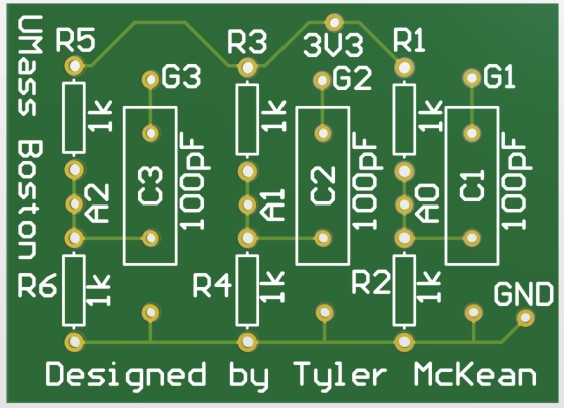 UMass Boston
R5
R3
3V3
R1
G3
G2
G1
1k
1k
1k
C3
100pF
C2
100pF
C1
100pF
A2
A1
A0
R6
1k
R4
1k
R2
1k
GND
Designed by Tyler McKean